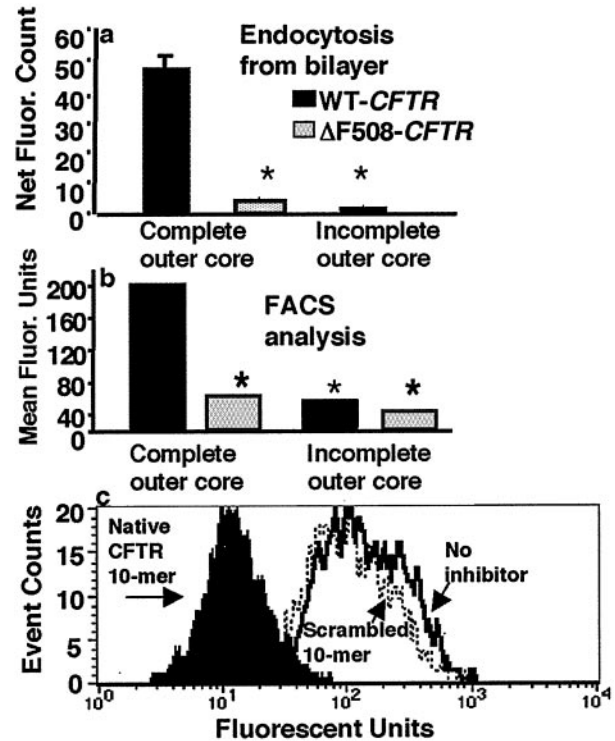 a
Endocytosis
from bilayer
WT-CFTR
ΔF508-CFTR
Net Fluor. Count
60
50
40
30
20
10
0
*
*
Complete
outer core
Incomplete
outer core
b
FACS
analysis
Mean Fluor. Units
200
160
120
80
40
0
*
*
*
Complete
outer core
Incomplete
outer core
c
Event Counts
20
15
10
5
0
Native
CFTR
10-mer
No
inhibitor
Scrambled
10-mer
10⁰
10¹
10²
10³
10⁴
Fluorescent Units